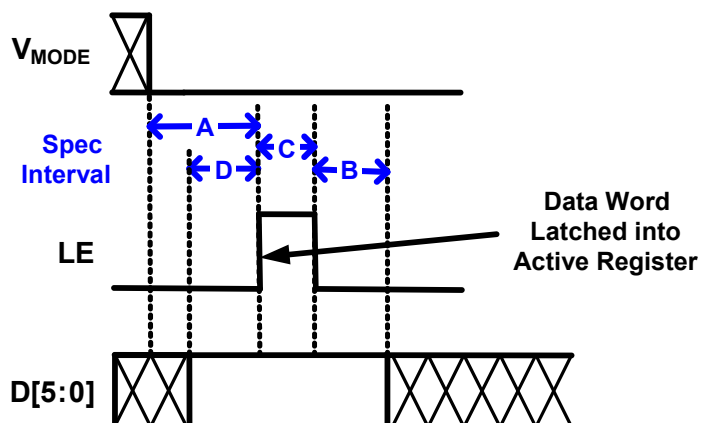 VMODE
A
Spec
Interval
C
D
B
Data Word
Latched into
Active Register
LE
D[5:0]